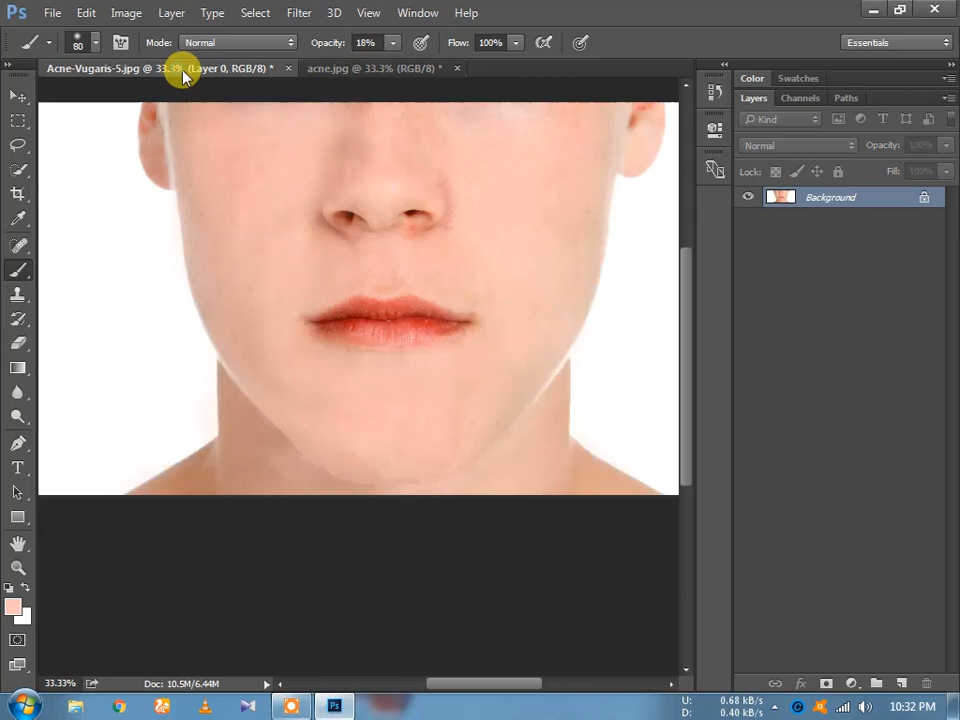 Ps File Edit Image Layer Type Select Filter 3D View Window Help
80 Mode: Normal Opacity: 18% Flow: 100% Essentials
Acne-Vugaris-5.jpg @ 33.3% (Layer 0, RGB/8) * × acne.jpg @ 33.3% (RGB/8) * ×
Color Swatches
Layers Channels Paths
Kind
Normal Opacity: 100%
Lock: Fill: 100%
Background
33.33% Doc: 10.5M/6.44M
U: 0.68 kB/s
D: 0.40 kB/s
10:32 PM